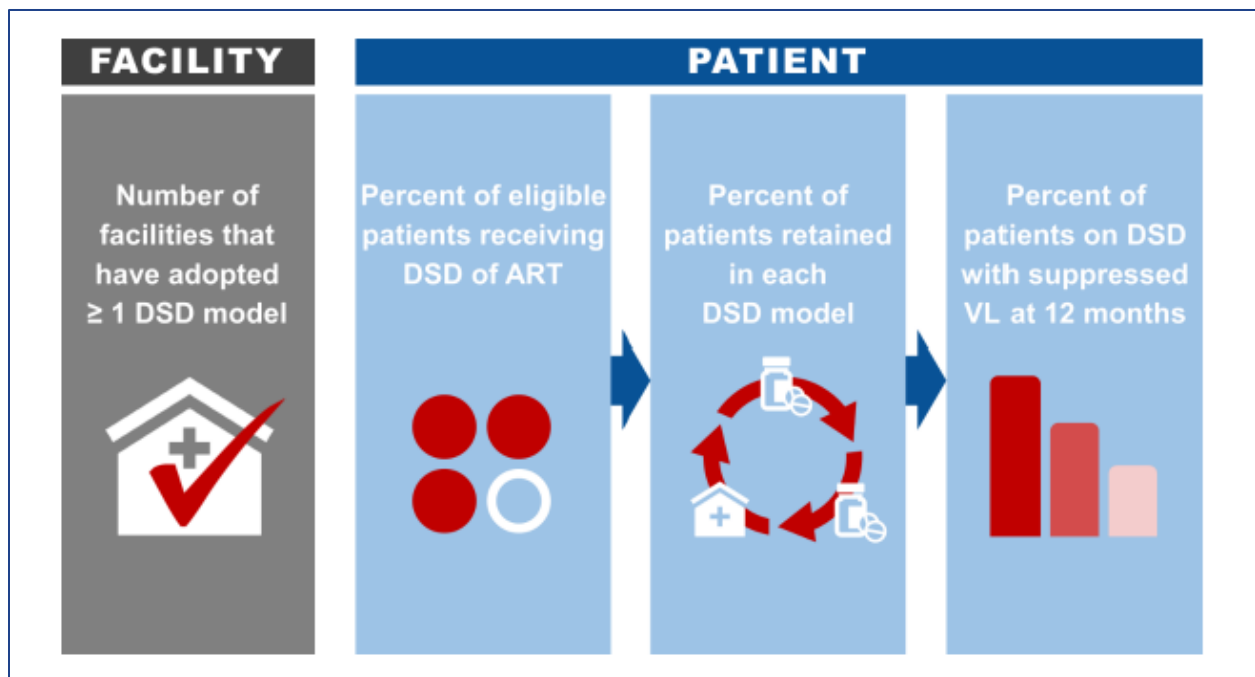 FACILITY
Number of
facilities that
have adopted
≥ 1 DSD model
PATIENT
Percent of eligible
patients receiving
DSD of ART
Percent of
patients retained
in each
DSD model
Percent of
patients on DSD
with suppressed
VL at 12 months